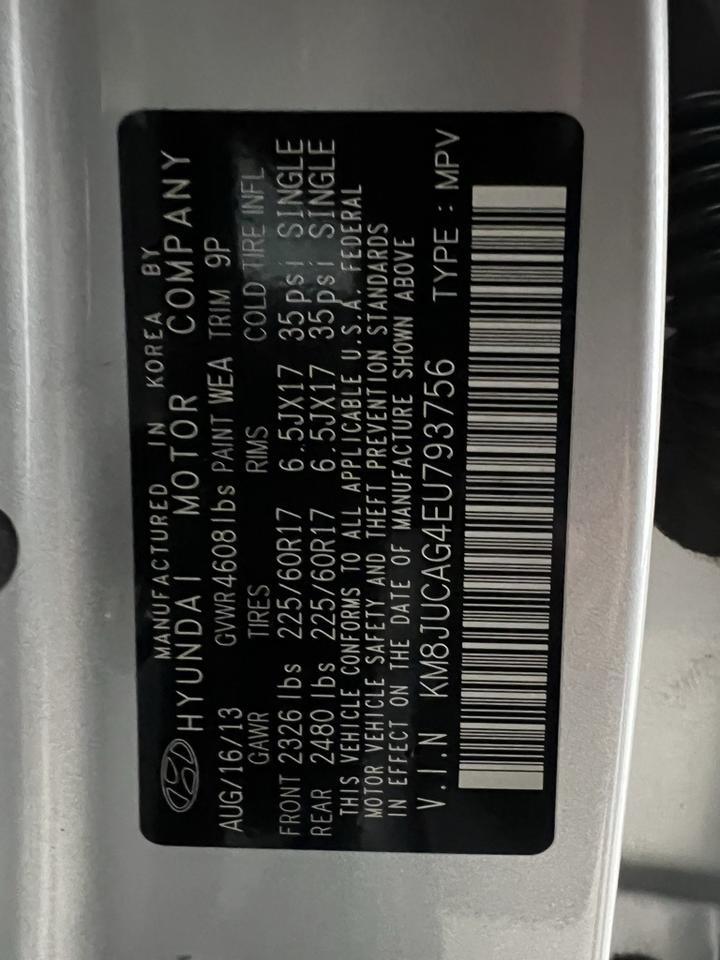 MANUFACTURED IN KOREA BY
HYUNDAI MOTOR COMPANY
AUG/16/13 GVWR4608lbs PAINT WEA TRIM 9P
GAWR TIRES RIMS COLD TIRE INFL
FRONT 2326 lbs 225/60R17 6.5JX17 35psi SINGLE
REAR 2480 lbs 225/60R17 6.5JX17 35psi SINGLE
THIS VEHICLE CONFORMS TO ALL APPLICABLE U.S.A. FEDERAL
MOTOR VEHICLE SAFETY AND THEFT PREVENTION STANDARDS
IN EFFECT ON THE DATE OF MANUFACTURE SHOWN ABOVE
V.I.N KM8JUCAG4EU793756 TYPE : MPV